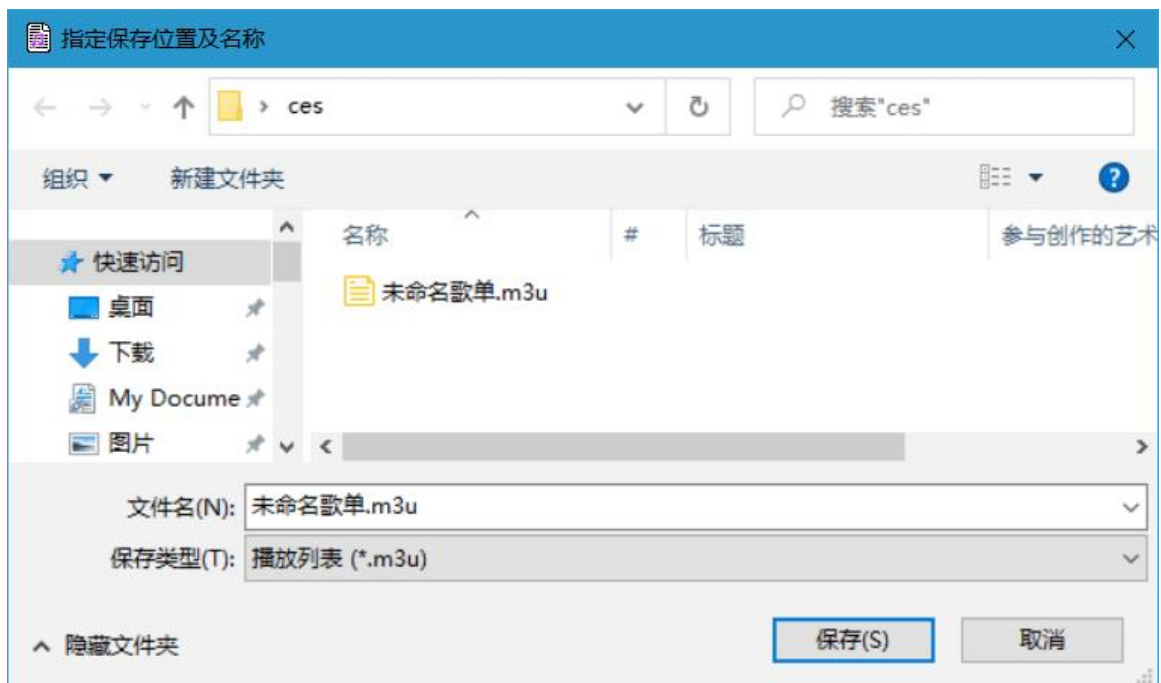 指定保存位置及名称
ces
搜索"ces"
组织
新建文件夹
名称 # 标题 参与创作的艺术
快速访问
未命名歌单.m3u
桌面
下载
My Docume
图片
文件名(N): 未命名歌单.m3u
保存类型(T): 播放列表 (*.m3u)
隐藏文件夹 保存(S) 取消